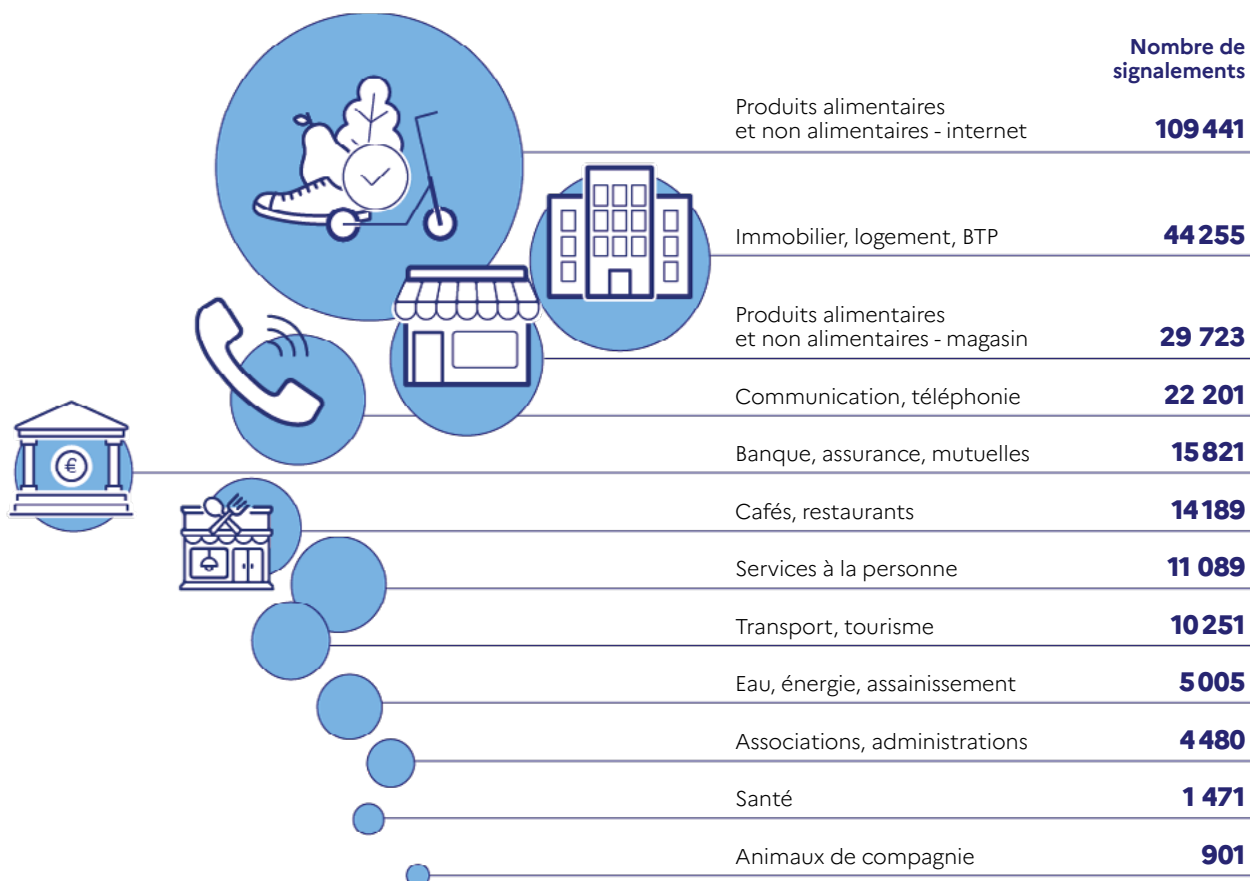 Nombre de
signalements
Produits alimentaires
et non alimentaires - internet 109 441
Immobilier, logement, BTP 44 255
Produits alimentaires
et non alimentaires - magasin 29 723
Communication, téléphonie 22 201
€
Banque, assurance, mutuelles 15 821
Cafés, restaurants 14 189
Services à la personne 11 089
Transport, tourisme 10 251
Eau, énergie, assainissement 5 005
Associations, administrations 4 480
Santé 1 471
Animaux de compagnie 901